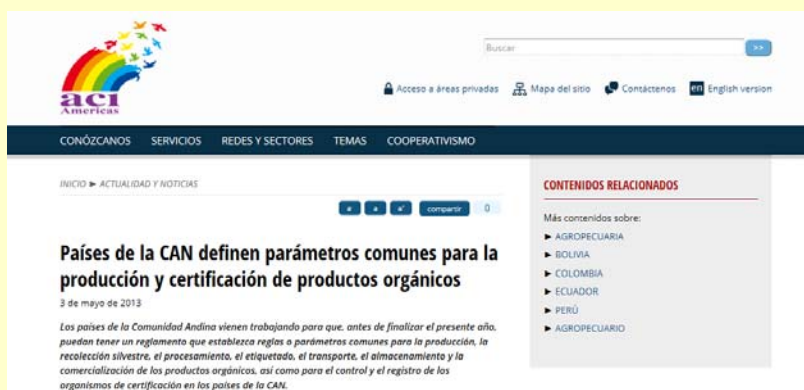 aci
Americas
Buscar
>>
Acceso a áreas privadas
Mapa del sitio
Contáctenos
en English version
CONÓZCANOS SERVICIOS REDES Y SECTORES TEMAS COOPERATIVISMO
INICIO ► ACTUALIDAD Y NOTICIAS
compartir 0
Países de la CAN definen parámetros comunes para la
producción y certificación de productos orgánicos
3 de mayo de 2013
Los países de la Comunidad Andina vienen trabajando para que, antes de finalizar el presente año,
puedan tener un reglamento que establezca reglas o parámetros comunes para la producción, la
recolección silvestre, el procesamiento, el etiquetado, el transporte, el almacenamiento y la
comercialización de los productos orgánicos, así como para el control y el registro de los
organismos de certificación en los países de la CAN.
CONTENIDOS RELACIONADOS
Más contenidos sobre:
► AGROPECUARIA
► BOLIVIA
► COLOMBIA
► ECUADOR
► PERÚ
► AGROPECUARIO